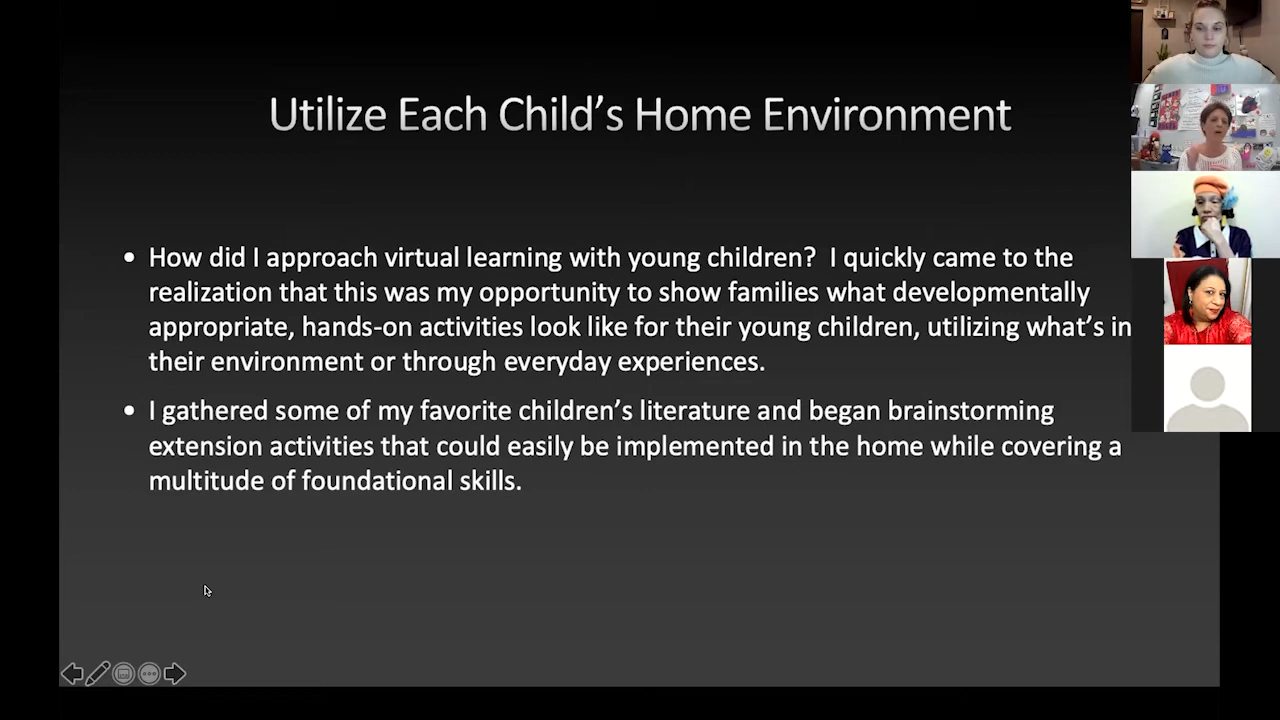 Utilize Each Child’s Home Environment
• How did I approach virtual learning with young children?  I quickly came to the
realization that this was my opportunity to show families what developmentally
appropriate, hands-on activities look like for their young children, utilizing what’s in
their environment or through everyday experiences.
• I gathered some of my favorite children’s literature and began brainstorming
extension activities that could easily be implemented in the home while covering a
multitude of foundational skills.